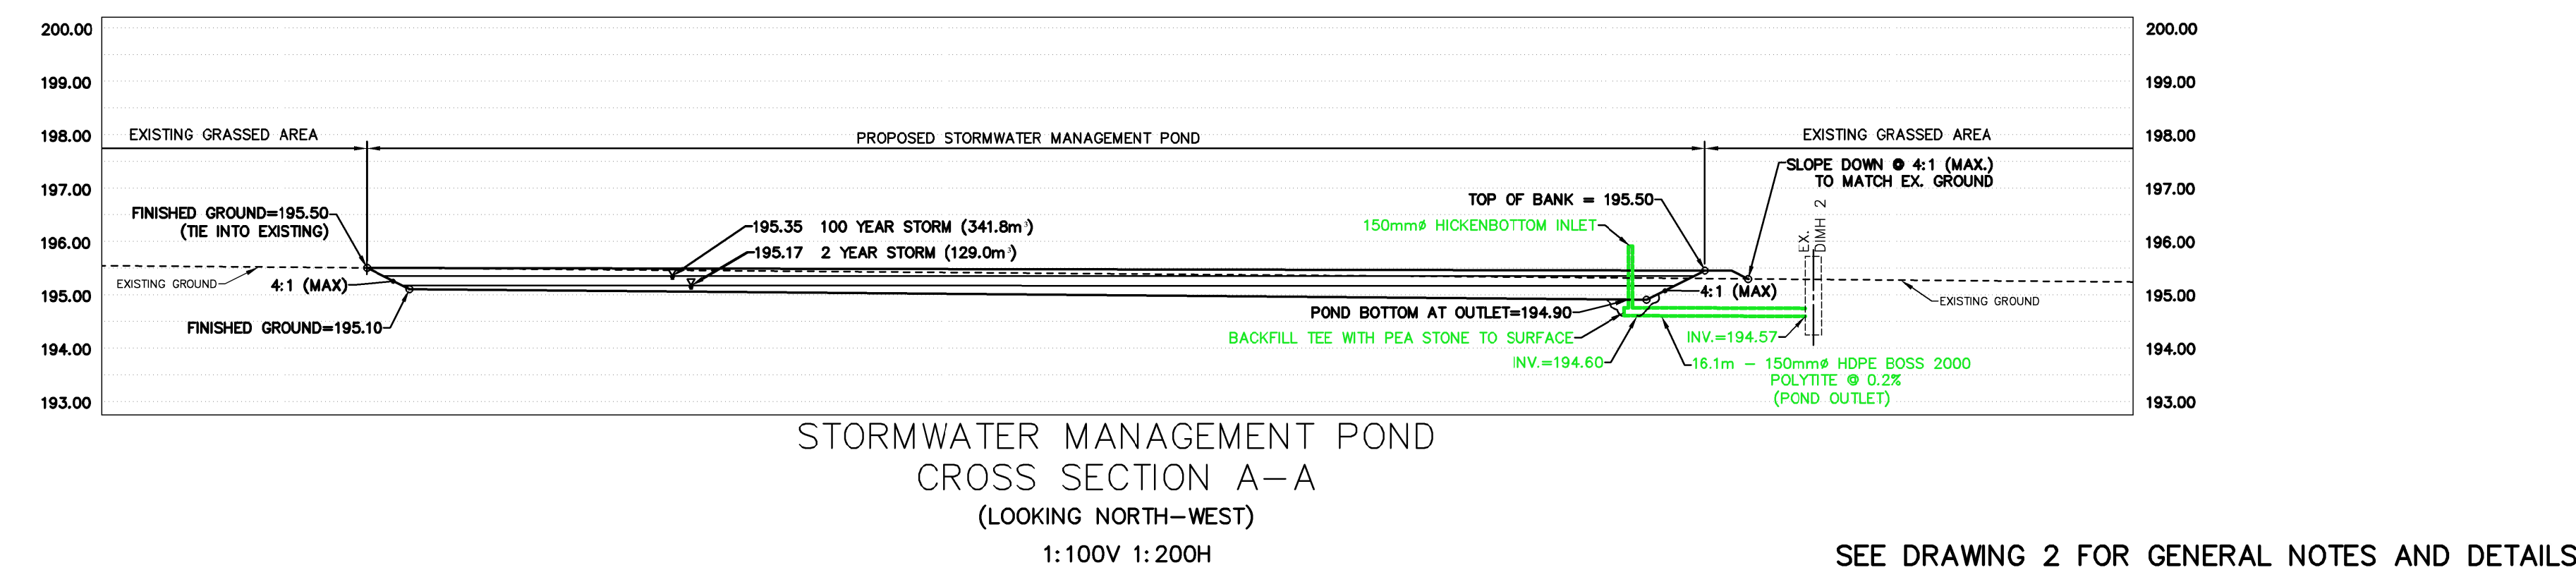 200.00
199.00
198.00
197.00
196.00
195.00
194.00
193.00
EXISTING GRASSED AREA
PROPOSED STORMWATER MANAGEMENT POND
EXISTING GRASSED AREA
SLOPE DOWN @ 4:1 (MAX.)
TO MATCH EX. GROUND
FINISHED GROUND=195.50
(TIE INTO EXISTING)
195.35 100 YEAR STORM (341.8m³)
195.17 2 YEAR STORM (129.0m³)
TOP OF BANK = 195.50
150mmø HICKENBOTTOM INLET
EX.
DIMH 2
EXISTING GROUND
4:1 (MAX)
FINISHED GROUND=195.10
4:1 (MAX)
EXISTING GROUND
POND BOTTOM AT OUTLET=194.90
BACKFILL TEE WITH PEA STONE TO SURFACE
INV.=194.60
INV.=194.57
16.1m – 150mmø HDPE BOSS 2000
POLYTITE @ 0.2%
(POND OUTLET)
200.00
199.00
198.00
197.00
196.00
195.00
194.00
193.00
STORMWATER MANAGEMENT POND
CROSS SECTION A–A
(LOOKING NORTH–WEST)
1:100V 1:200H
SEE DRAWING 2 FOR GENERAL NOTES AND DETAILS